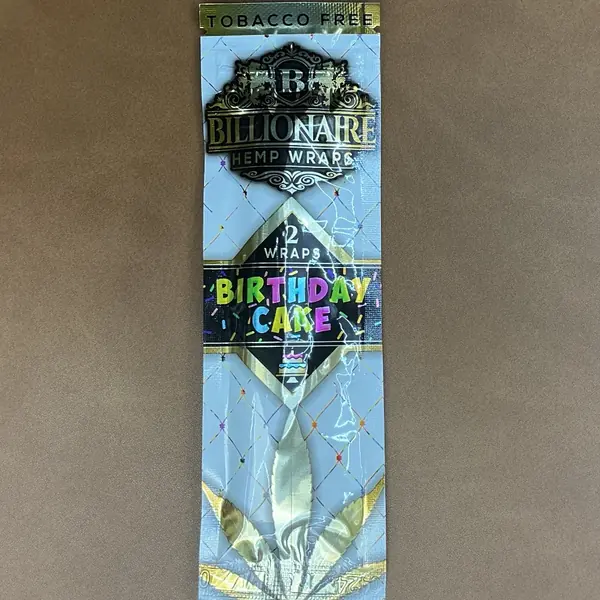 TOBACCO FREE
B
BILLIONAIRE
HEMP WRAPS
2
WRAPS
BIRTHDAY
CAKE